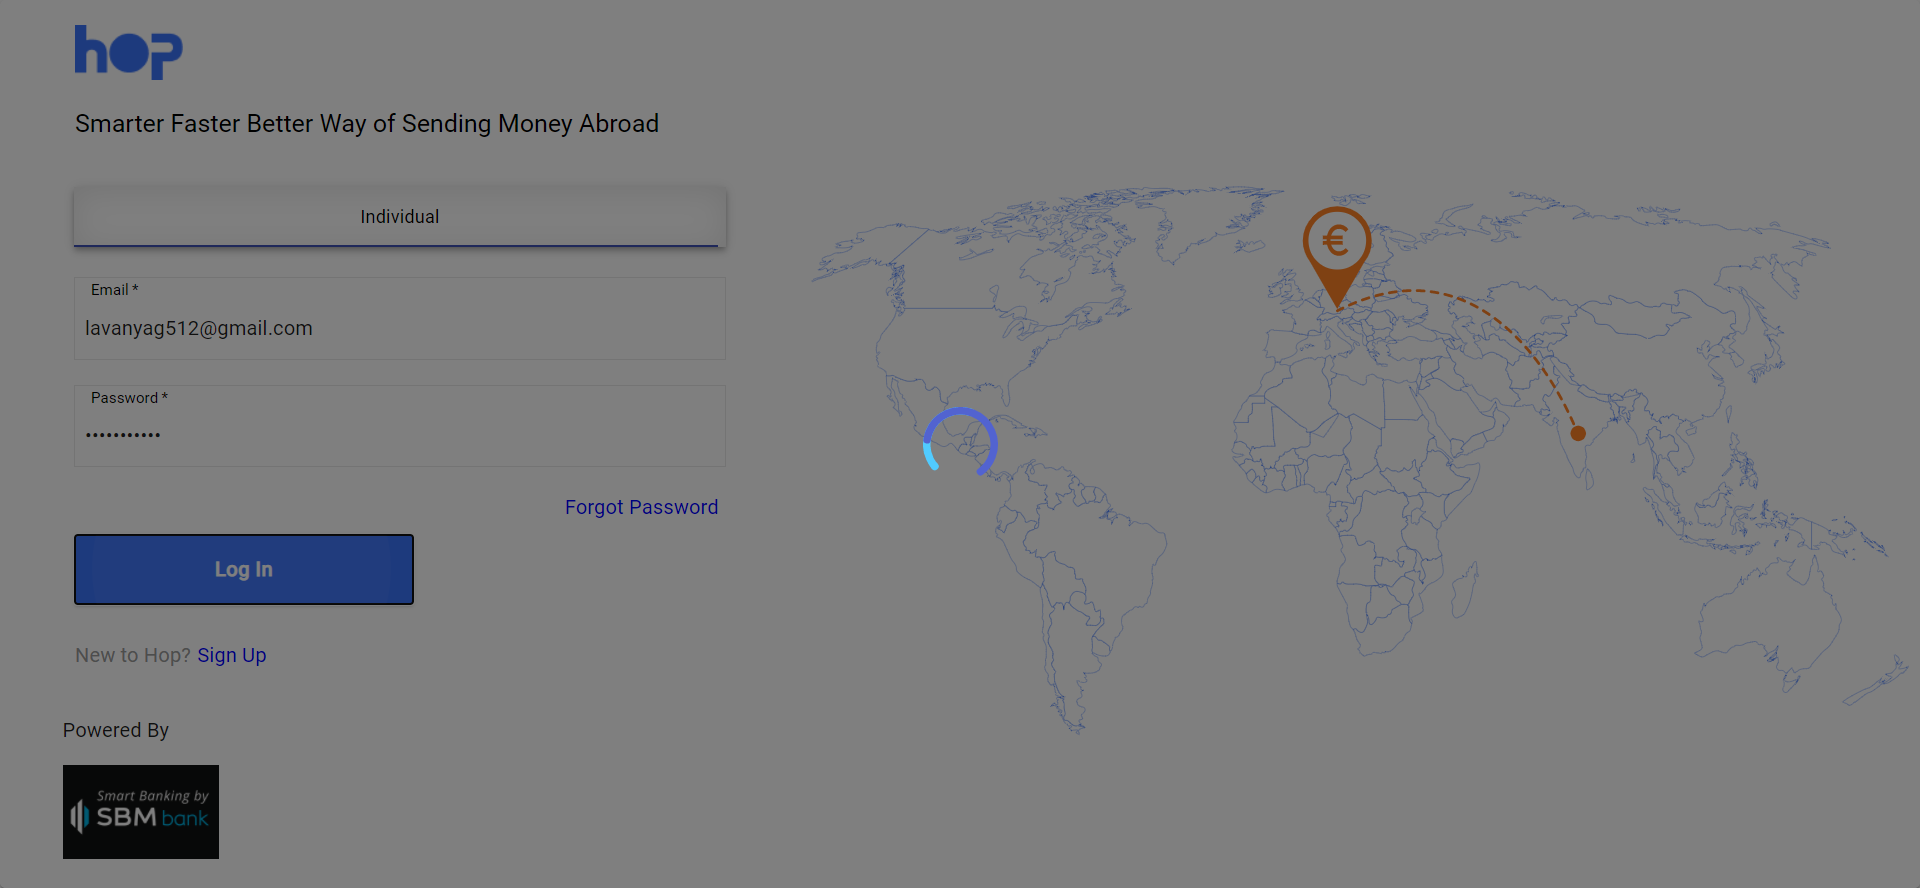 hop
Smarter Faster Better Way of Sending Money Abroad
Individual
Email *
lavanyag512@gmail.com
Password *
•••••••••••
Forgot Password
Log In
New to Hop? Sign Up
Powered By
Smart Banking by
SBM bank
€